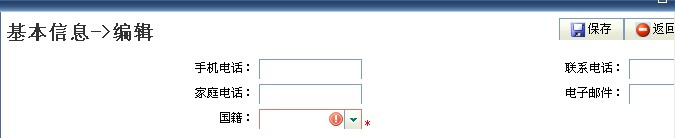 基本信息->编辑
保存 返回
手机电话： 联系电话：
家庭电话： 电子邮件：
国籍： *